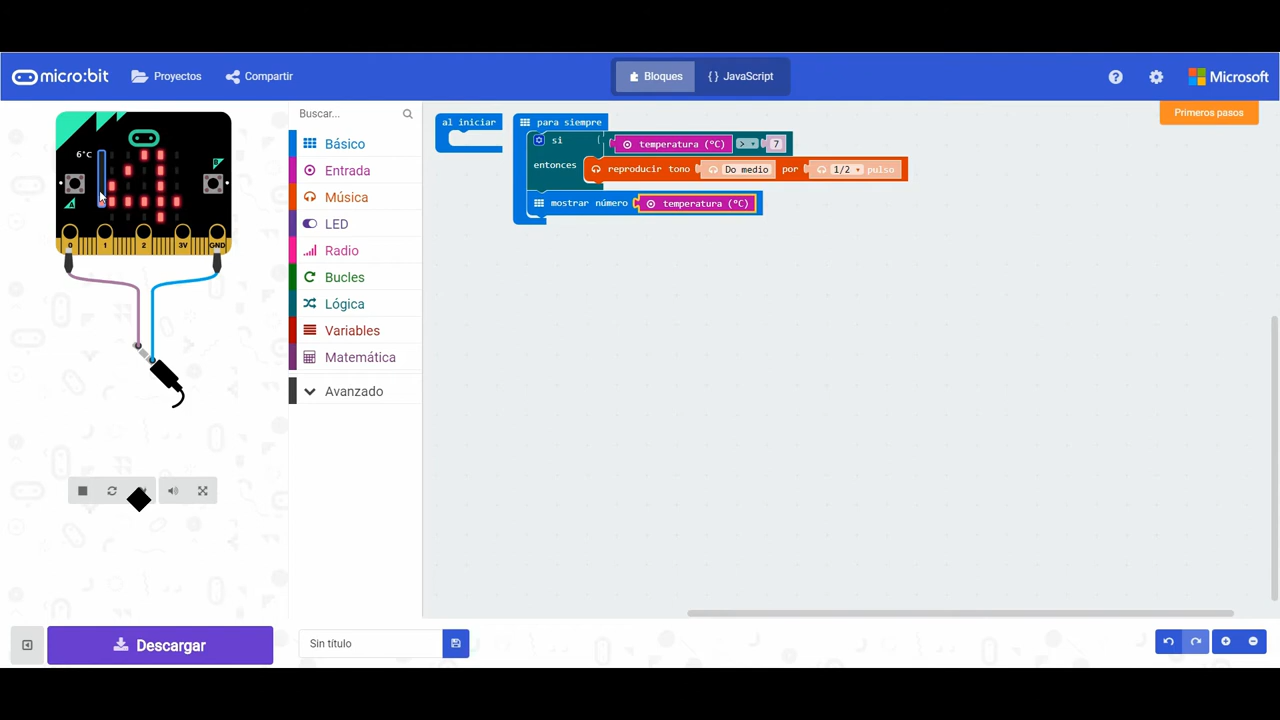 micro:bit Proyectos Compartir Bloques {} JavaScript Microsoft
Primeros pasos
Buscar...
Básico
Entrada
Música
LED
Radio
Bucles
Lógica
Variables
Matemática
Avanzado
6°C
B
A
0 1 2 3V GND
al iniciar
para siempre
si temperatura (°C) > 7
entonces reproducir tono Do medio por 1/2 pulso
mostrar número temperatura (°C)
Descargar
Sin título